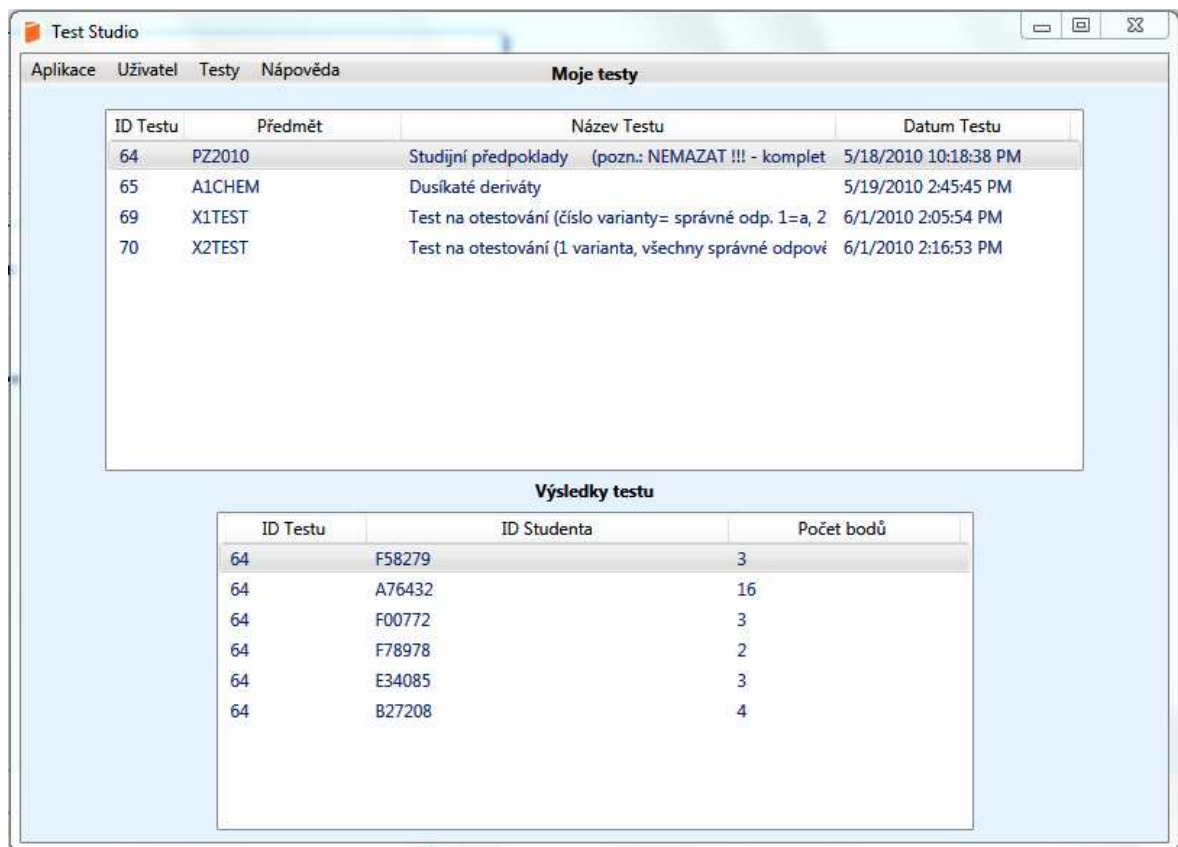 Test Studio
Aplikace Uživatel Testy Nápověda Moje testy
ID Testu Předmět Název Testu Datum Testu
64 PZ2010 Studijní předpoklady (pozn.: NEMAZAT !!! - komplet 5/18/2010 10:18:38 PM
65 A1CHEM Dusíkaté deriváty 5/19/2010 2:45:45 PM
69 X1TEST Test na otestování (číslo varianty= správné odp. 1=a, 2 6/1/2010 2:05:54 PM
70 X2TEST Test na otestování (1 varianta, všechny správné odpově 6/1/2010 2:16:53 PM
Výsledky testu
ID Testu ID Studenta Počet bodů
64 F58279 3
64 A76432 16
64 F00772 3
64 F78978 2
64 E34085 3
64 B27208 4